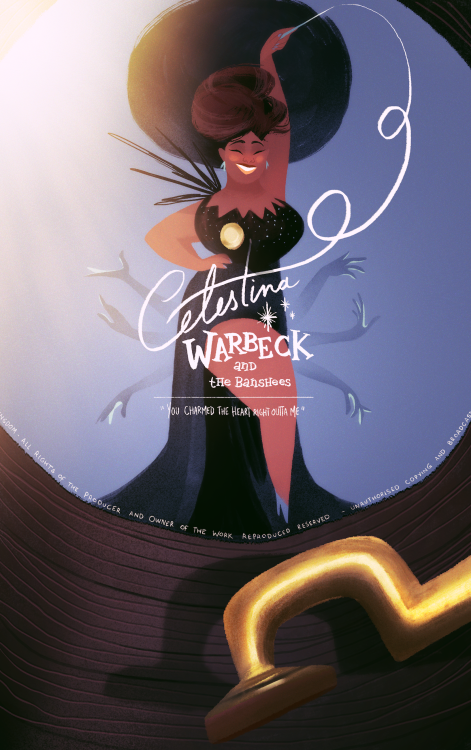 Celestina
WARBECK
and
tHe BansHees
"YOU CHARMED THE HEART RIGHT OUTTA ME"
ALL RIGHTS OF THE PRODUCER AND OWNER OF THE WORK REPRODUCED RESERVED - UNAUTHORISED COPYING AND